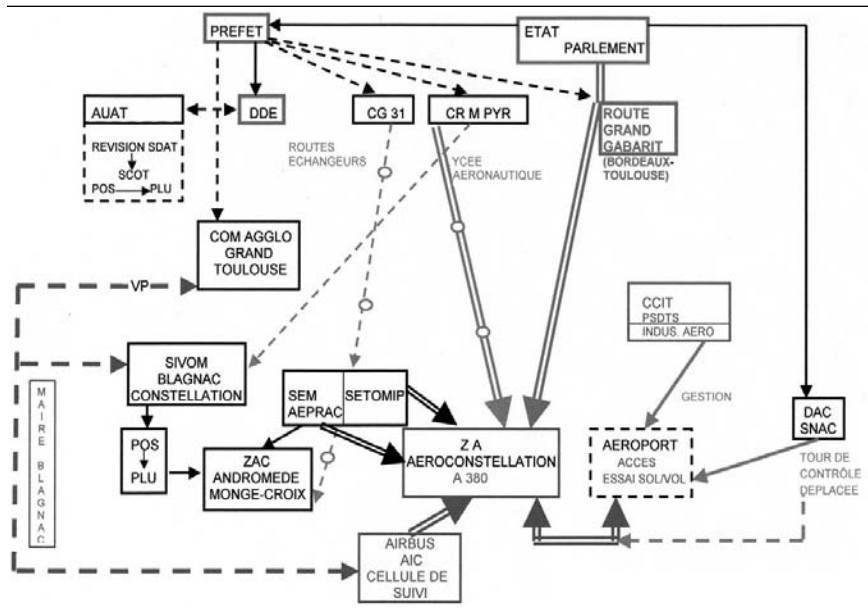 PREFET
ETAT
PARLEMENT
AUAT
DDE
CG 31
CR M PYR
ROUTE
GRAND
GABARIT
(BORDEAUX-
TOULOUSE)
REVISION SDAT
SCOT
POS
PLU
ROUTES
ECHANGEURS
YCEE
AERONAUTIQUE
COM AGGLO
GRAND
TOULOUSE
VP
CCIT
PSDTS
INDUS. AERO
SIVOM
BLAGNAC
CONSTELLATION
SEM
AEPRAC
SETOMIP
GESTION
DAC
SNAC
MAIRE BLAGNAC
POS
PLU
ZAC
ANDROMEDE
MONGE-CROIX
Z A
AEROCONSTELLATION
A 380
AEROPORT
ACCES
ESSAI SOL/VOL
TOUR DE
CONTRÔLE
DEPLACEE
AIRBUS
AIC
CELLULE DE
SUIVI